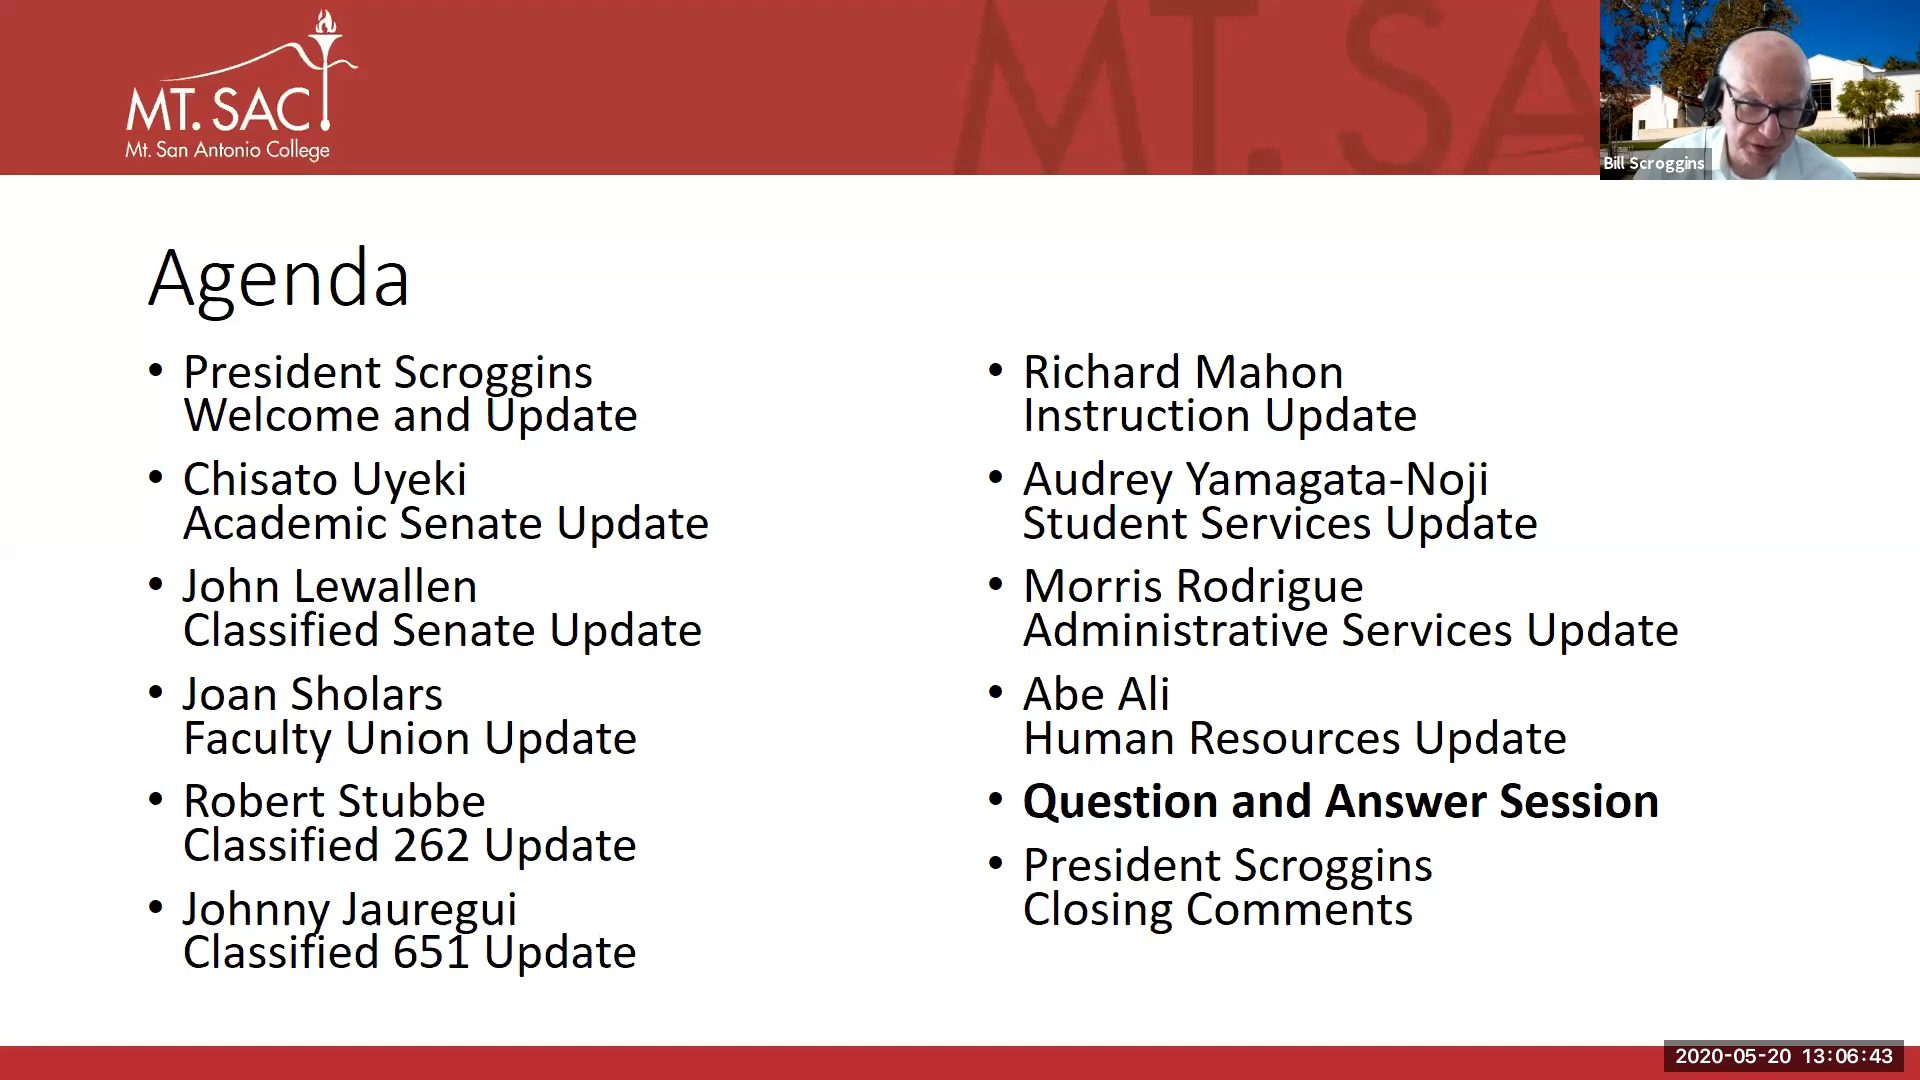 MT. SAC
Mt. San Antonio College
MT. SA
Bill Scroggins
Agenda
• President Scroggins
Welcome and Update
• Chisato Uyeki
Academic Senate Update
• John Lewallen
Classified Senate Update
• Joan Sholars
Faculty Union Update
• Robert Stubbe
Classified 262 Update
• Johnny Jauregui
Classified 651 Update
• Richard Mahon
Instruction Update
• Audrey Yamagata-Noji
Student Services Update
• Morris Rodrigue
Administrative Services Update
• Abe Ali
Human Resources Update
• Question and Answer Session
• President Scroggins
Closing Comments
2020-05-20 13:06:43